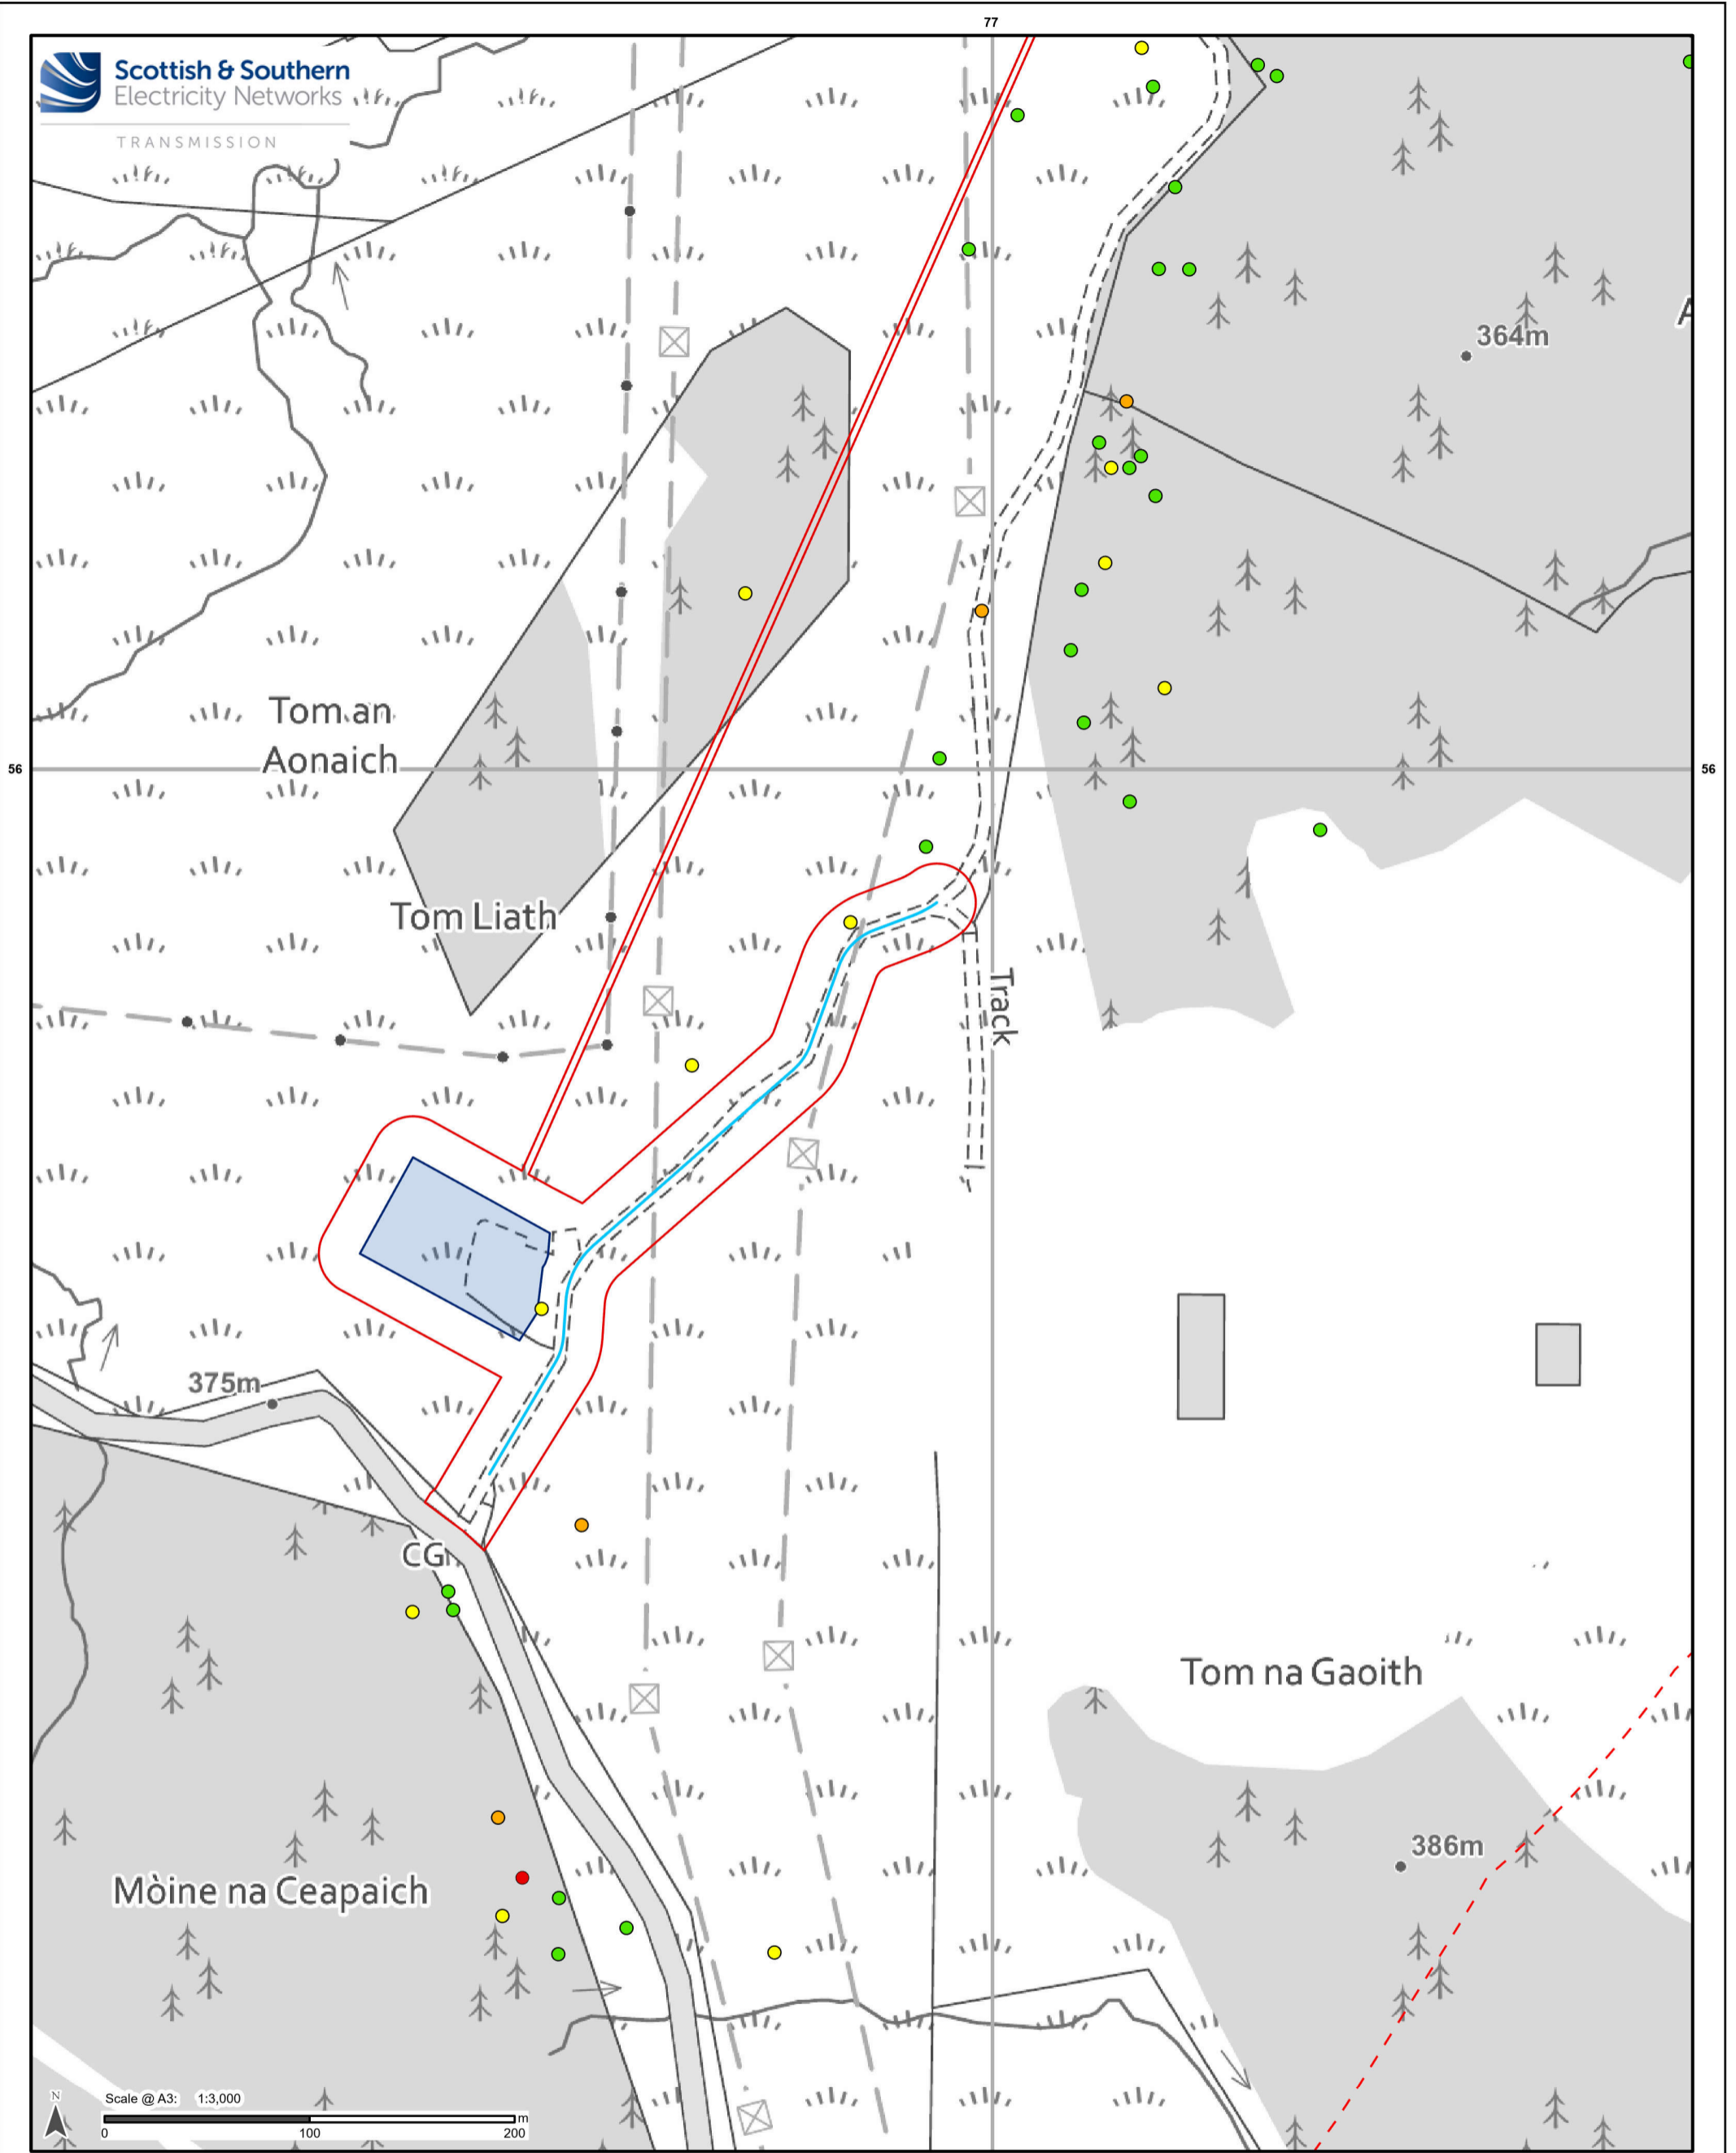 77
Scottish & Southern
Electricity Networks
TRANSMISSION
364m
Tom an
Aonaich
56
56
Tom Liath
Track
375m
CG
Tom na Gaoith
386m
Mòine na Ceapaich
N
Scale @ A3: 1:3,000
m
0 100 200